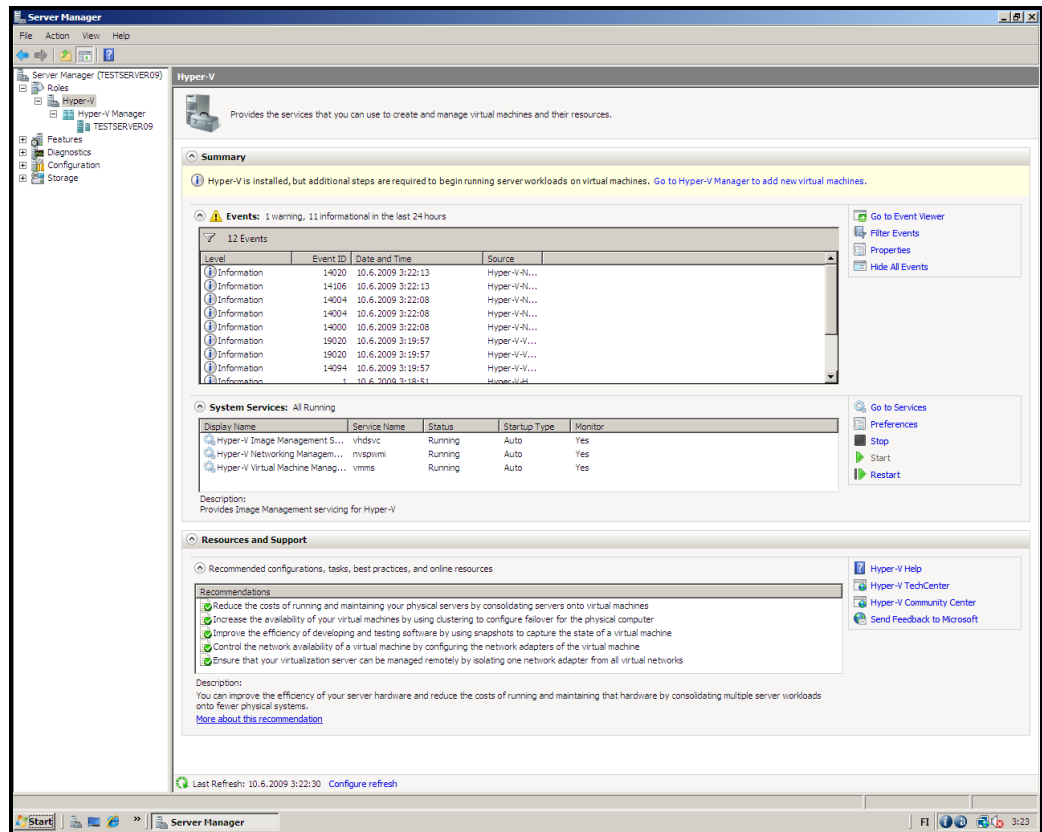 Server Manager
File Action View Help
Server Manager (TESTSERVER09)
Roles
Hyper-V
Hyper-V Manager
TESTSERVER09
Features
Diagnostics
Configuration
Storage
Hyper-V
Provides the services that you can use to create and manage virtual machines and their resources.
Summary
Hyper-V is installed, but additional steps are required to begin running server workloads on virtual machines. Go to Hyper-V Manager to add new virtual machines.
Events: 1 warning, 11 informational in the last 24 hours
12 Events
Level Event ID Date and Time Source
Information 14020 10.6.2009 3:22:13 Hyper-V-N...
Information 14106 10.6.2009 3:22:13 Hyper-V-N...
Information 14004 10.6.2009 3:22:08 Hyper-V-N...
Information 14004 10.6.2009 3:22:08 Hyper-V-N...
Information 14000 10.6.2009 3:22:08 Hyper-V-N...
Information 19020 10.6.2009 3:19:57 Hyper-V-V...
Information 19020 10.6.2009 3:19:57 Hyper-V-V...
Information 14094 10.6.2009 3:19:57 Hyper-V-V...
Information 1 10.6.2009 3:18:51 Hyper-V-H
Go to Event Viewer
Filter Events
Properties
Hide All Events
System Services: All Running
Display Name Service Name Status Startup Type Monitor
Hyper-V Image Management S... vhdsvc Running Auto Yes
Hyper-V Networking Managem... nvspwmi Running Auto Yes
Hyper-V Virtual Machine Manag... vmms Running Auto Yes
Description:
Provides Image Management servicing for Hyper-V
Go to Services
Preferences
Stop
Start
Restart
Resources and Support
Recommended configurations, tasks, best practices, and online resources
Recommendations
Reduce the costs of running and maintaining your physical servers by consolidating servers onto virtual machines
Increase the availability of your virtual machines by using clustering to configure failover for the physical computer
Improve the efficiency of developing and testing software by using snapshots to capture the state of a virtual machine
Control the network availability of a virtual machine by configuring the network adapters of the virtual machine
Ensure that your virtualization server can be managed remotely by isolating one network adapter from all virtual networks
Description:
You can improve the efficiency of your server hardware and reduce the costs of running and maintaining that hardware by consolidating multiple server workloads
onto fewer physical systems.
More about this recommendation
Hyper-V Help
Hyper-V TechCenter
Hyper-V Community Center
Send Feedback to Microsoft
Last Refresh: 10.6.2009 3:22:30 Configure refresh
Start » Server Manager FI 3:23